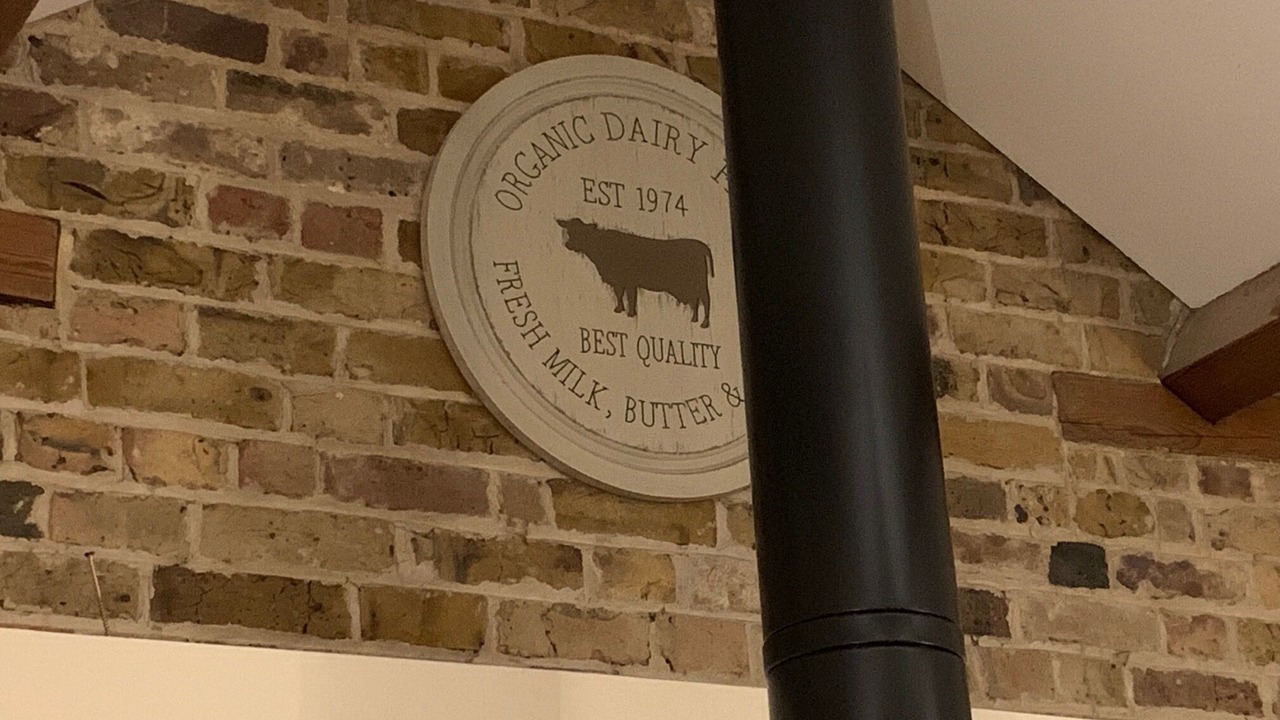 ORGANIC DAIRY
EST 1974
BEST QUALITY
FRESH MILK, BUTTER &